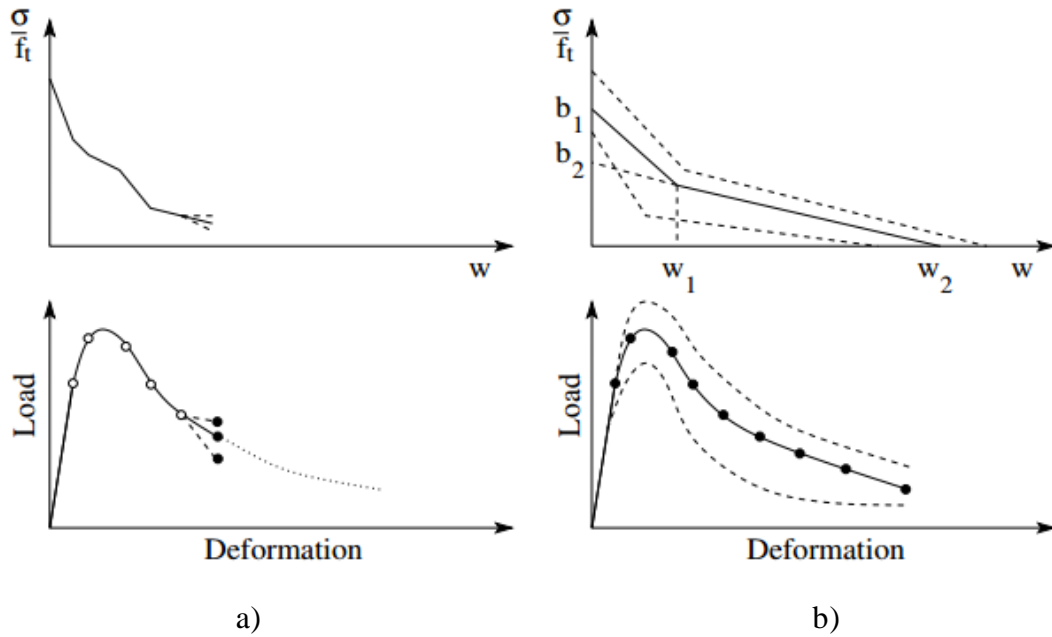 σ
f_t
w
Load
Deformation
a)
σ
f_t
b_1
b_2
w_1
w_2
w
Load
Deformation
b)